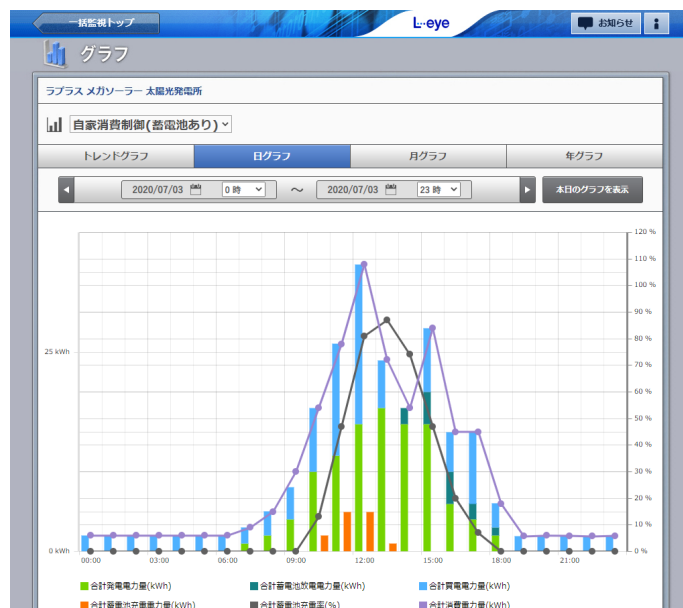 一括監視トップ
L·eye
お知らせ
グラフ
ラプラス メガソーラー 太陽光発電所
自家消費制御(蓄電池あり)
トレンドグラフ 日グラフ 月グラフ 年グラフ
2020/07/03 0 時 ～ 2020/07/03 23 時 本日のグラフを表示
120 %
110 %
100 %
90 %
80 %
70 %
60 %
50 %
40 %
30 %
20 %
10 %
0 %
25 kWh
0 kWh
00:00 03:00 06:00 09:00 12:00 15:00 18:00 21:00
合計発電電力量(kWh) 合計蓄電池放電電力量(kWh) 合計買電電力量(kWh)
合計蓄電池充電電力量(kWh) 合計蓄電池充電率(%) 合計消費電力量(kWh)